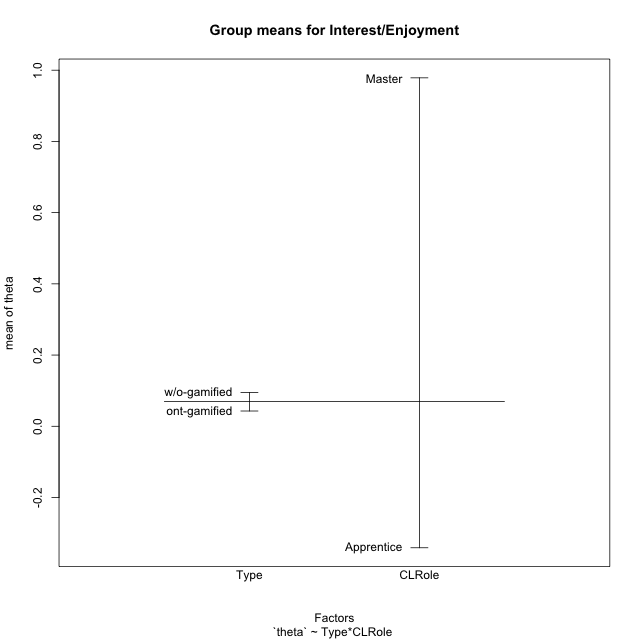 Group means for Interest/Enjoyment
1.0
Master
0.8
0.6
0.4
mean of theta
0.2
w/o-gamified
ont-gamified
0.0
-0.2
Apprentice
Type CLRole
Factors
`theta` ~ Type*CLRole